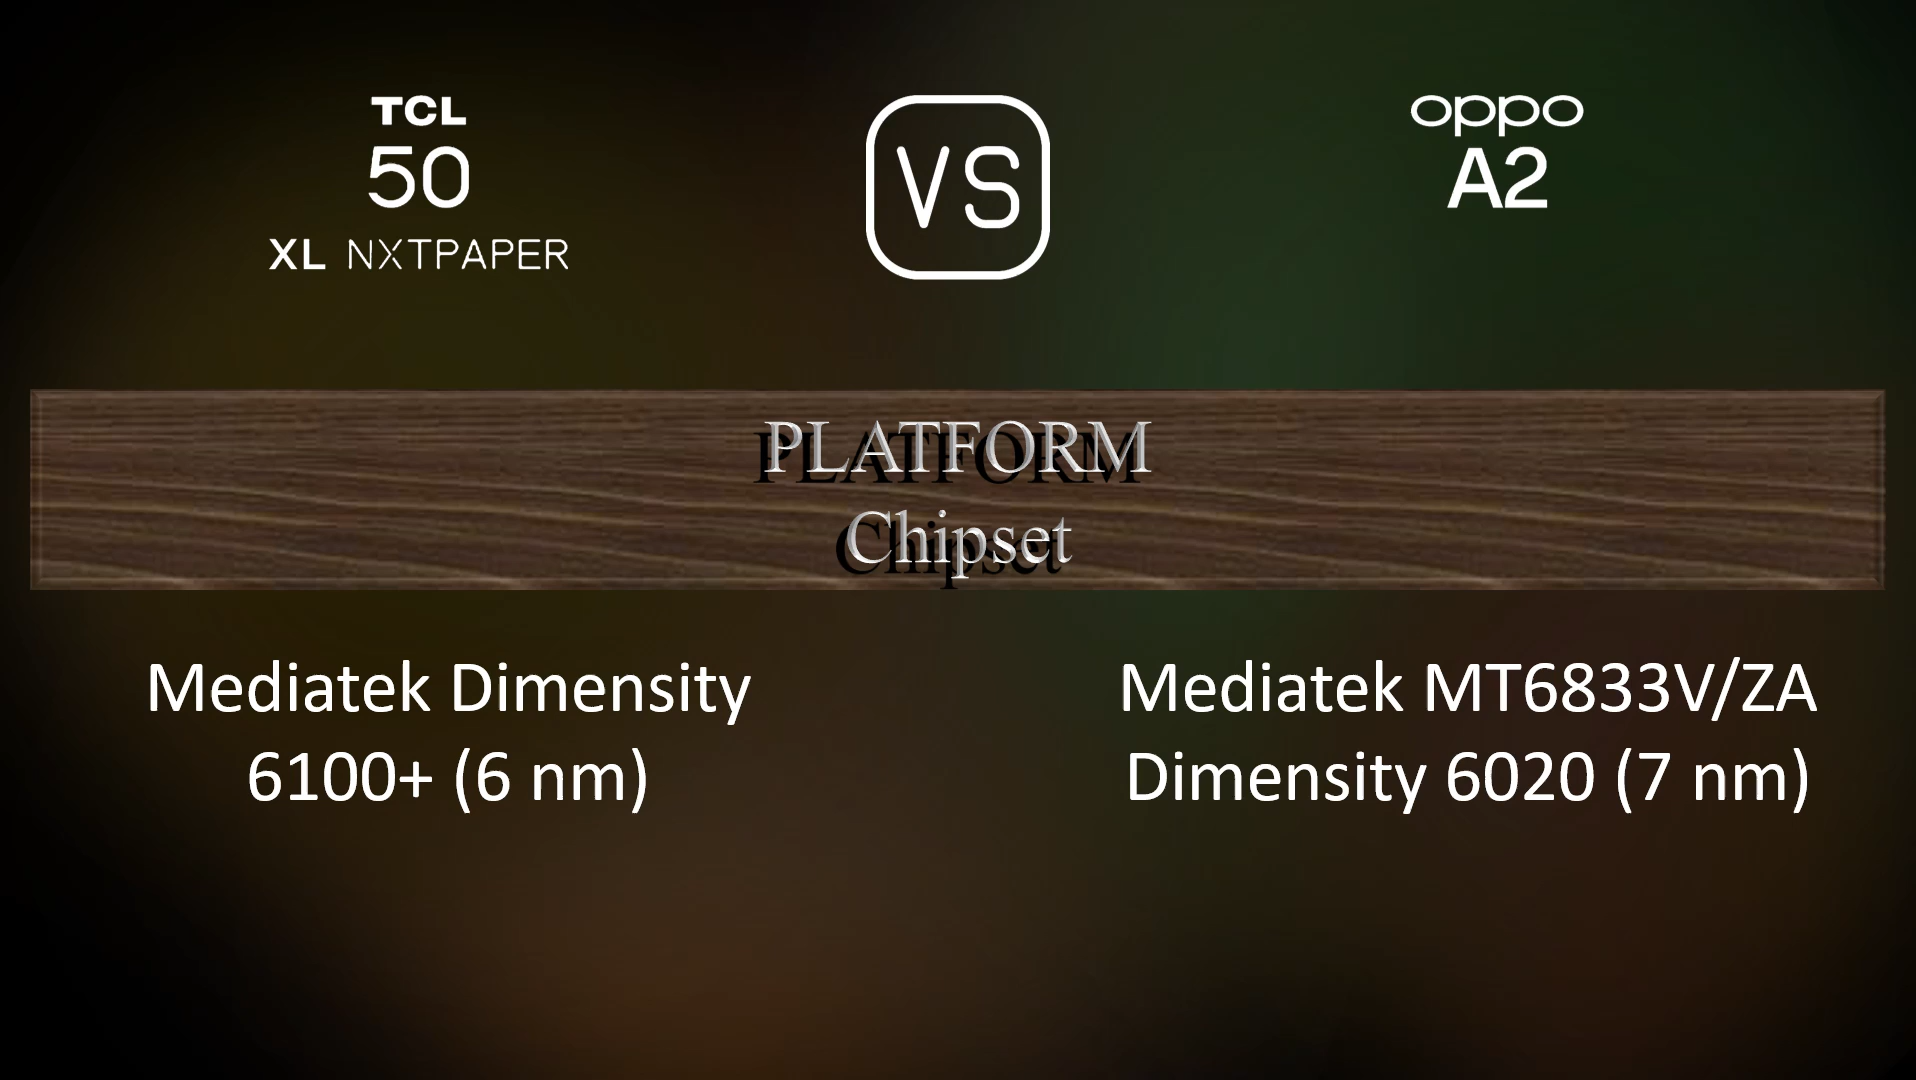 TCL
50
XL NXTPAPER
VS
oppo
A2
PLATFORM
Chipset
Mediatek Dimensity
6100+ (6 nm)
Mediatek MT6833V/ZA
Dimensity 6020 (7 nm)